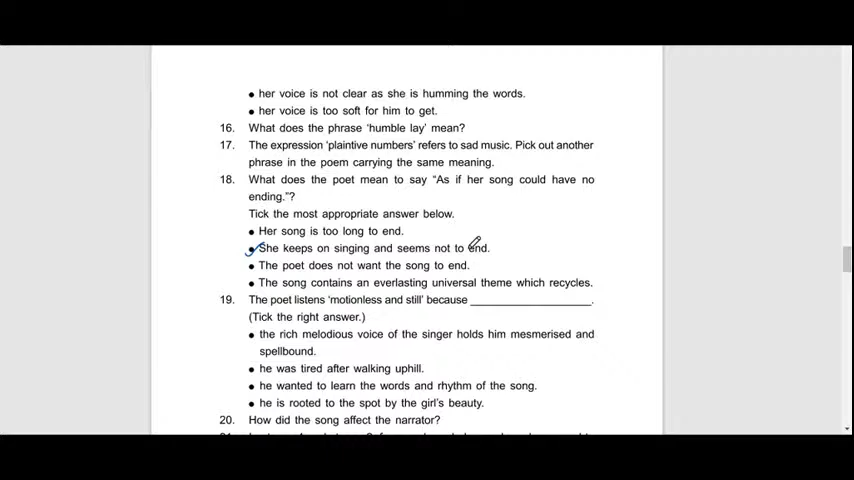 ● her voice is not clear as she is humming the words.
● her voice is too soft for him to get.
16. What does the phrase 'humble lay' mean?
17. The expression 'plaintive numbers' refers to sad music. Pick out another
phrase in the poem carrying the same meaning.
18. What does the poet mean to say "As if her song could have no
ending."?
Tick the most appropriate answer below.
● Her song is too long to end.
● She keeps on singing and seems not to end.
● The poet does not want the song to end.
● The song contains an everlasting universal theme which recycles.
19. The poet listens 'motionless and still' because ____________________.
(Tick the right answer.)
● the rich melodious voice of the singer holds him mesmerised and
spellbound.
● he was tired after walking uphill.
● he wanted to learn the words and rhythm of the song.
● he is rooted to the spot by the girl's beauty.
20. How did the song affect the narrator?